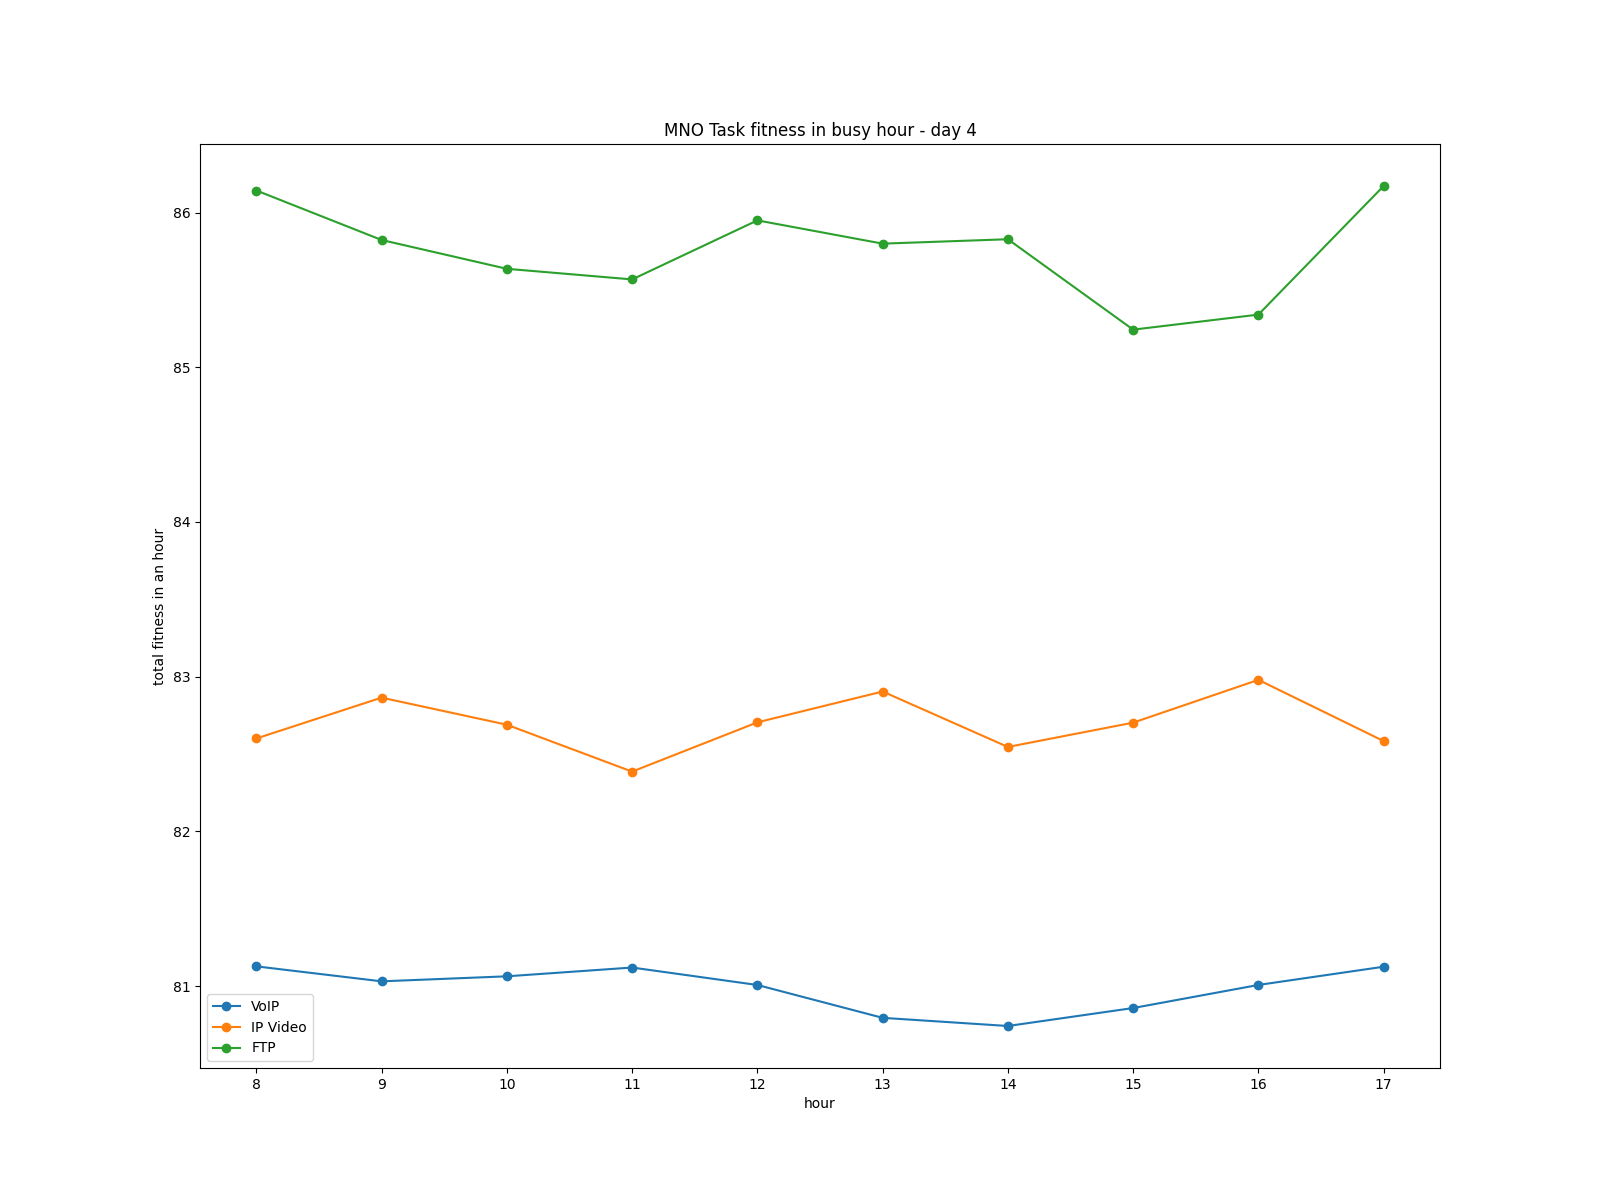 MNO Task fitness in busy hour - day 4
total fitness in an hour
86
85
84
83
82
81
VoIP
IP Video
FTP
8 9 10 11 12 13 14 15 16 17
hour